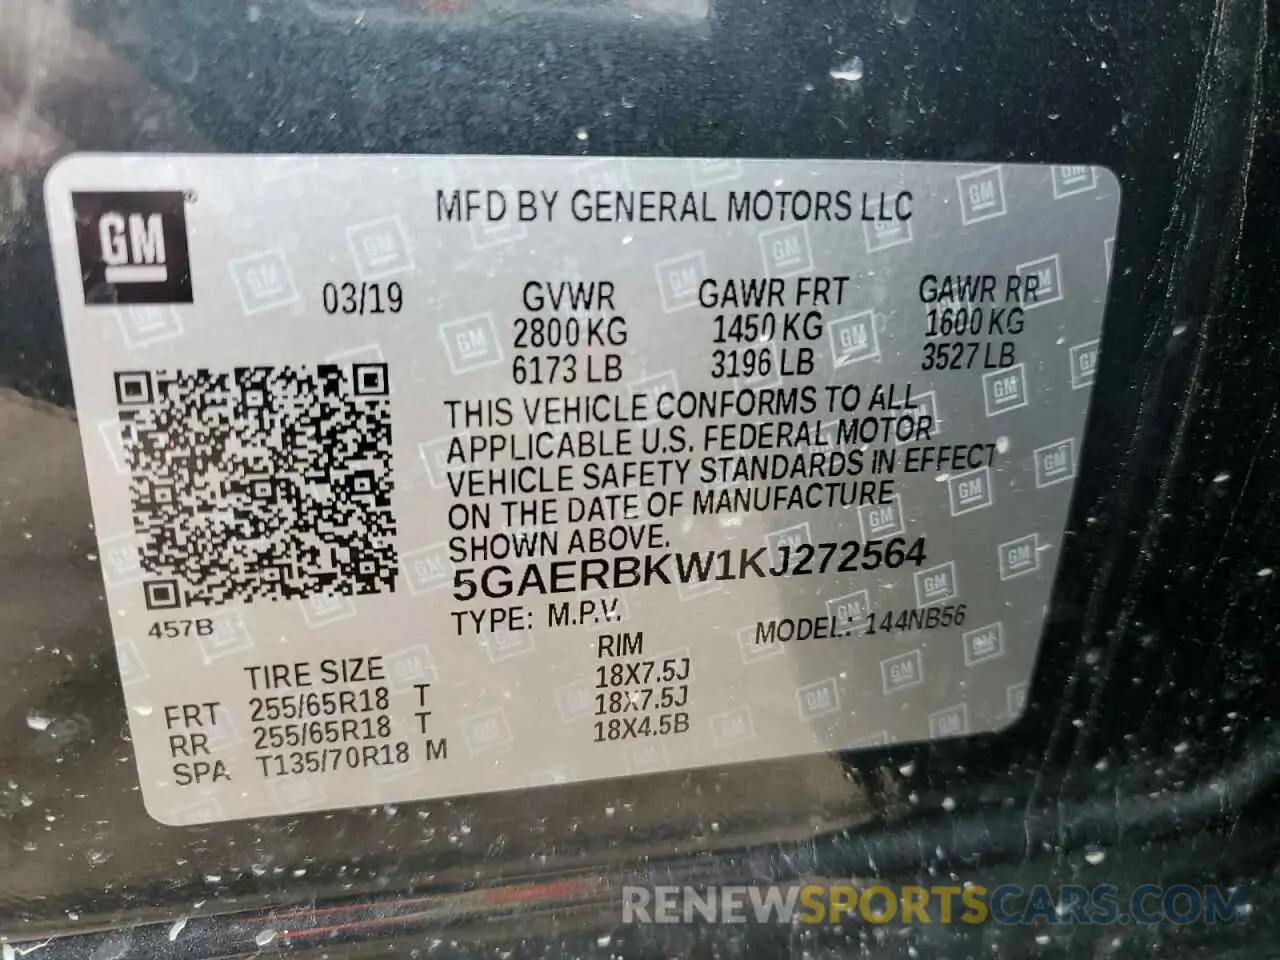 GM®
MFD BY GENERAL MOTORS LLC
03/19
GVWR GAWR FRT GAWR RR
2800 KG 1450 KG 1600 KG
6173 LB 3196 LB 3527 LB
THIS VEHICLE CONFORMS TO ALL
APPLICABLE U.S. FEDERAL MOTOR
VEHICLE SAFETY STANDARDS IN EFFECT
ON THE DATE OF MANUFACTURE
SHOWN ABOVE.
5GAERBKW1KJ272564
TYPE: M.P.V. MODEL: 144NB56
457B
TIRE SIZE RIM
FRT 255/65R18 T 18X7.5J
RR 255/65R18 T 18X7.5J
SPA T135/70R18 M 18X4.5B
RENEWSPORTSCARS.COM